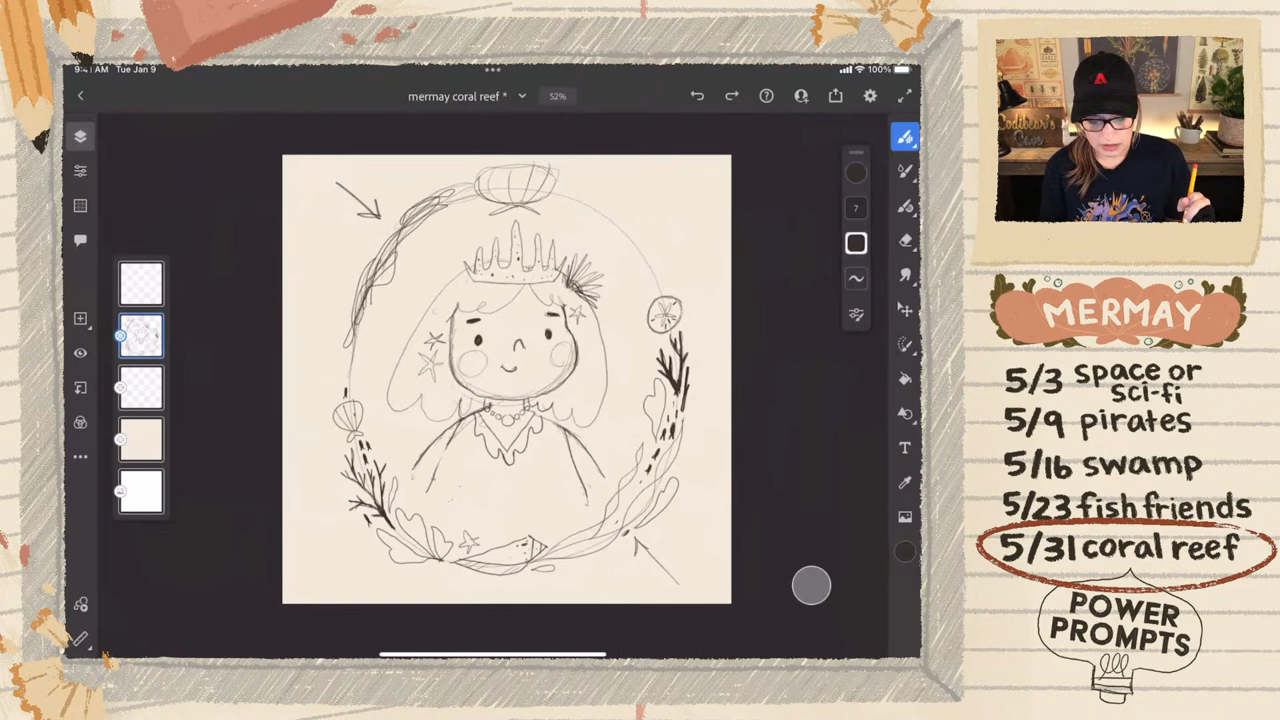 9:41 AM Tue Jan 9
100%
mermay coral reef *
52%
7
T
A
MERMAY
5/3 space or
sci-fi
5/9 pirates
5/16 swamp
5/23 fish friends
5/31 coral reef
POWER
PROMPTS